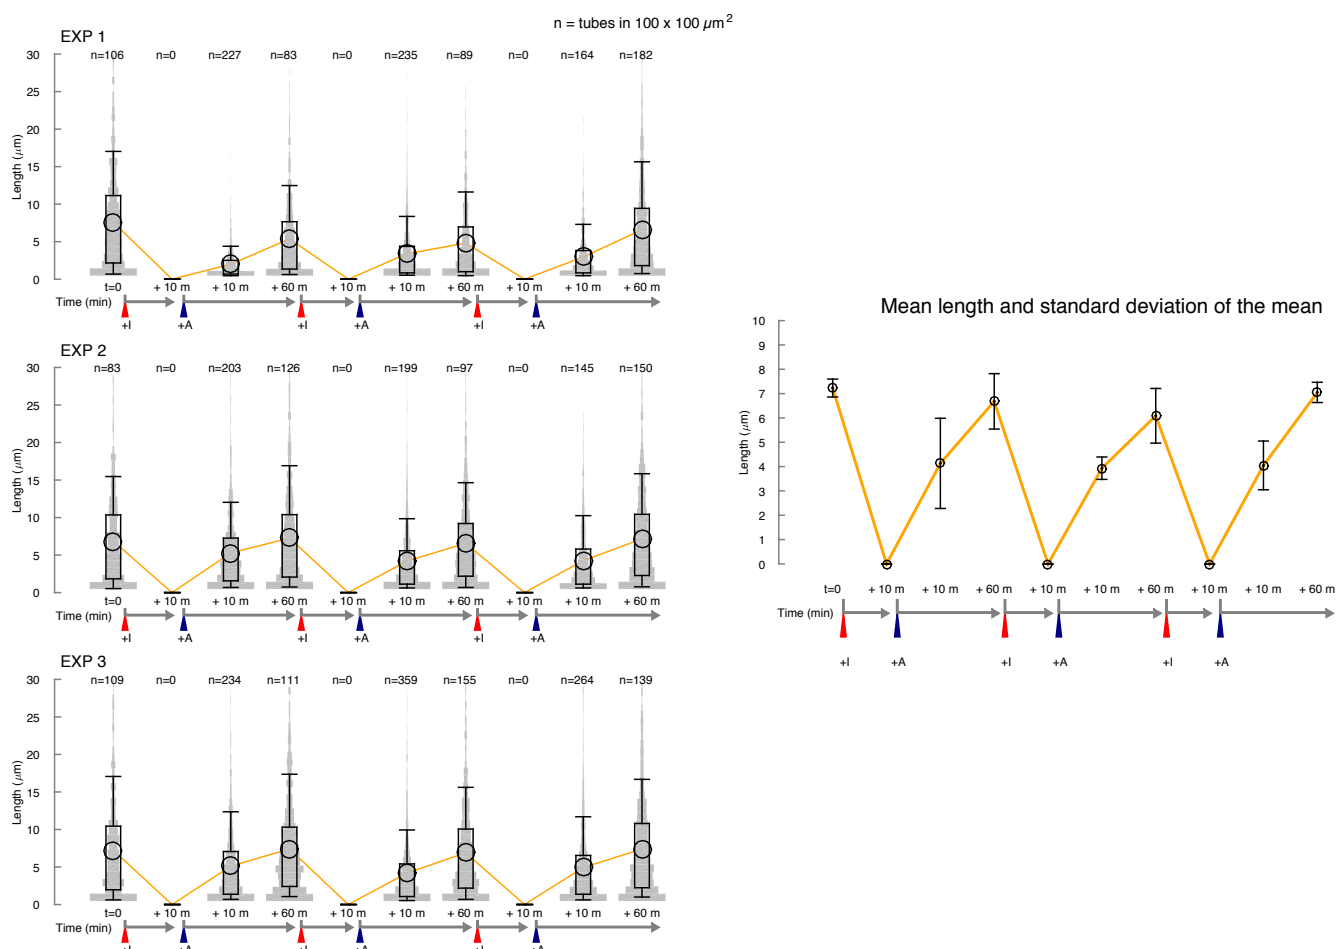 n = tubes in 100 x 100 μm²
EXP 1
n=106 n=0 n=227 n=83 n=0 n=235 n=89 n=0 n=164 n=182
30
25
20
15
10
5
0
Length (μm)
t=0 + 10 m + 10 m + 60 m + 10 m + 10 m + 60 m + 10 m + 10 m + 60 m
Time (min)
+I +A +I +A +I +A
EXP 2
n=83 n=0 n=203 n=126 n=0 n=199 n=97 n=0 n=145 n=150
30
25
20
15
10
5
0
Length (μm)
t=0 + 10 m + 10 m + 60 m + 10 m + 10 m + 60 m + 10 m + 10 m + 60 m
Time (min)
+I +A +I +A +I +A
EXP 3
n=109 n=0 n=234 n=111 n=0 n=359 n=155 n=0 n=264 n=139
30
25
20
15
10
5
0
Length (μm)
t=0 + 10 m + 10 m + 60 m + 10 m + 10 m + 60 m + 10 m + 10 m + 60 m
Time (min)
+I +A +I +A +I +A
Mean length and standard deviation of the mean
10
9
8
7
6
5
4
3
2
1
0
Length (μm)
t=0 + 10 m + 10 m + 60 m + 10 m + 10 m + 60 m + 10 m + 10 m + 60 m
Time (min)
+I +A +I +A +I +A